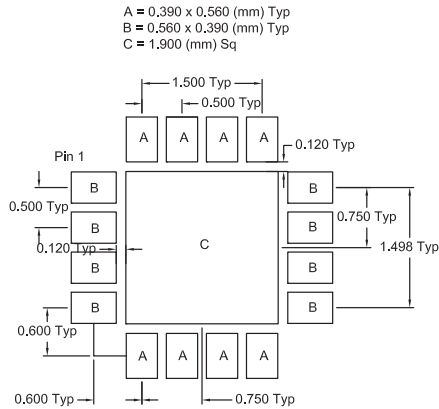 A = 0.390 x 0.560 (mm) Typ
B = 0.560 x 0.390 (mm) Typ
C = 1.900 (mm) Sq
1.500 Typ
0.500 Typ
A A A A
0.120 Typ
Pin 1
B B
0.500 Typ
0.750 Typ
B B
0.120 Typ
C
1.498 Typ
B B
B B
0.600 Typ
A A A A
0.600 Typ
0.750 Typ